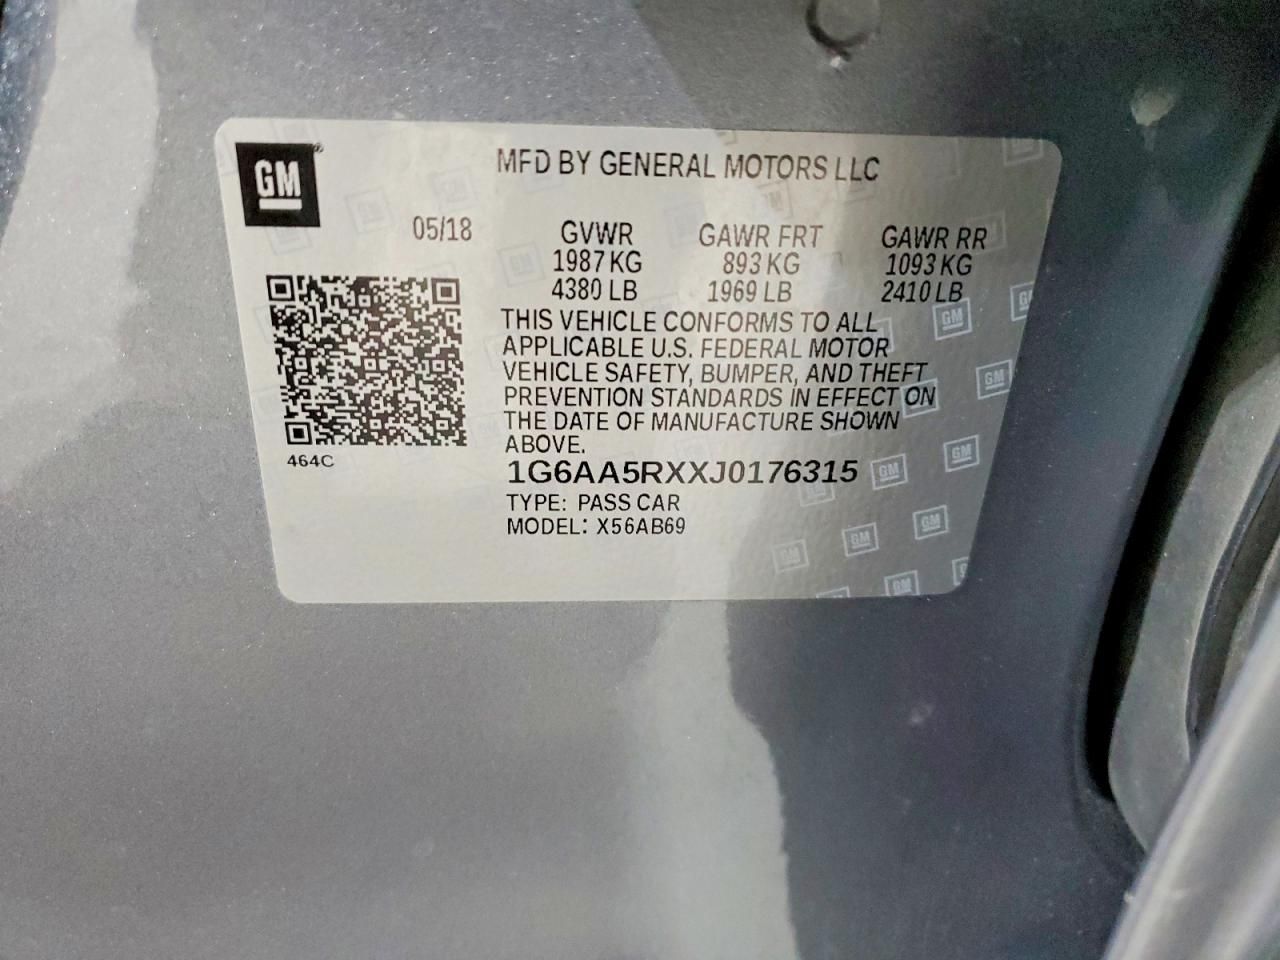 GM
MFD BY GENERAL MOTORS LLC
05/18
GVWR GAWR FRT GAWR RR
1987 KG 893 KG 1093 KG
4380 LB 1969 LB 2410 LB
THIS VEHICLE CONFORMS TO ALL
APPLICABLE U.S. FEDERAL MOTOR
VEHICLE SAFETY, BUMPER, AND THEFT
PREVENTION STANDARDS IN EFFECT ON
THE DATE OF MANUFACTURE SHOWN
ABOVE.
464C
1G6AA5RXXJ0176315
TYPE: PASS CAR
MODEL: X56AB69